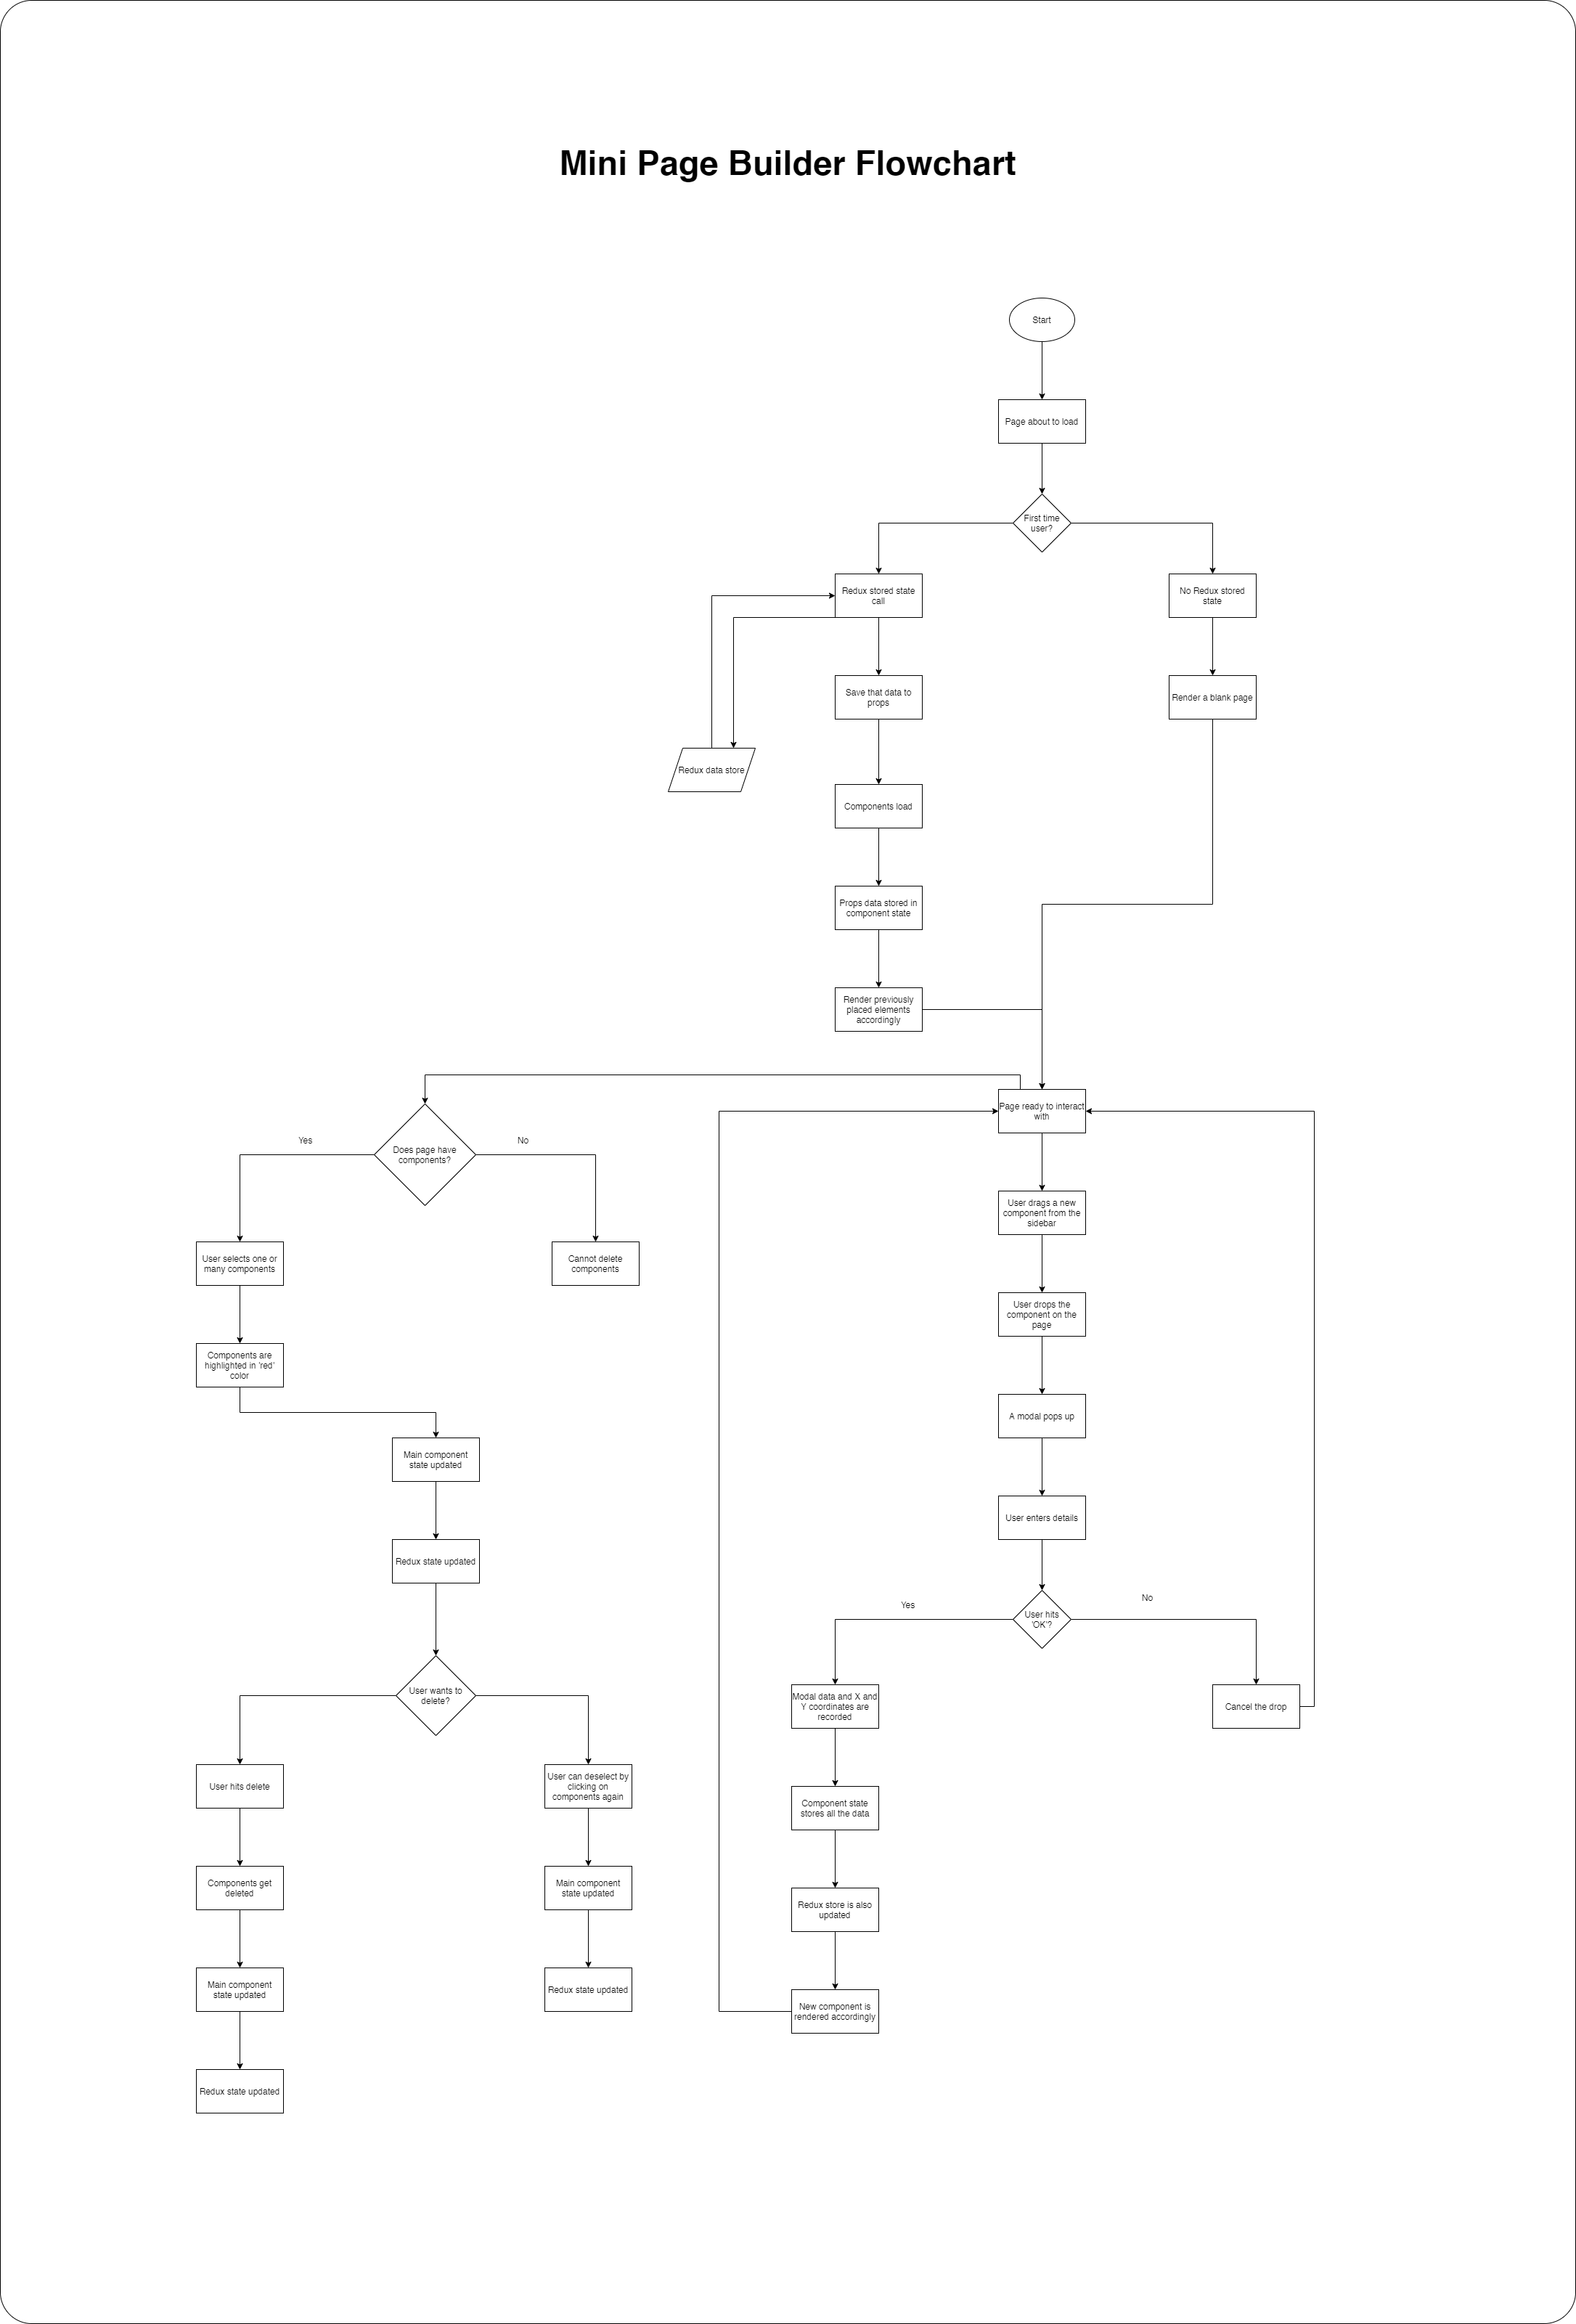 Mini Page Builder Flowchart
Start
Page about to load
First time
user?
Redux stored state
call
No Redux stored
state
Save that data to
props
Render a blank page
Redux data store
Components load
Props data stored in
component state
Render previously
placed elements
accordingly
Page ready to interact
with
Does page have
components?
Yes
No
User selects one or
many components
Cannot delete
components
Components are
highlighted in 'red'
color
Main component
state updated
Redux state updated
User wants to
delete?
User hits delete
Components get
deleted
Main component
state updated
Redux state updated
User can deselect by
clicking on
components again
Main component
state updated
Redux state updated
User drags a new
component from the
sidebar
User drops the
component on the
page
A modal pops up
User enters details
User hits
'OK'?
Yes
No
Modal data and X and
Y coordinates are
recorded
Cancel the drop
Component state
stores all the data
Redux store is also
updated
New component is
rendered accordingly